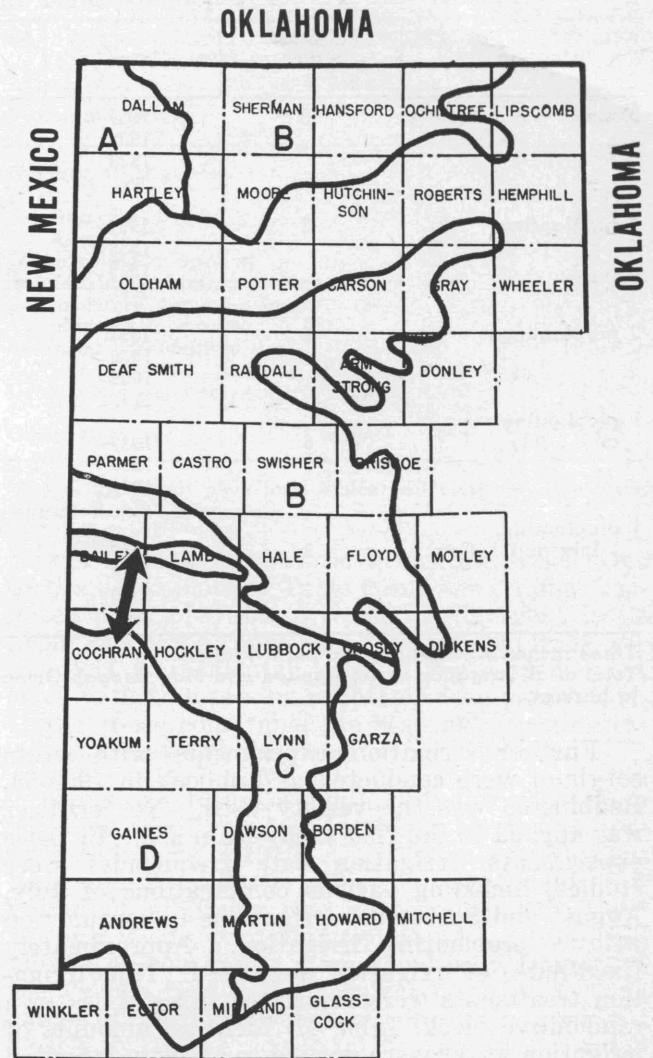 OKLAHOMA
NEW MEXICO
OKLAHOMA
DALLAM SHERMAN HANSFORD OCHILTREE LIPSCOMB
A B
HARTLEY MOORE HUTCHIN
SON ROBERTS HEMPHILL
OLDHAM POTTER CARSON GRAY WHEELER
DEAF SMITH RANDALL ARM
STRONG DONLEY
PARMER CASTRO SWISHER BRISCOE
B
BAILEY LAMB HALE FLOYD MOTLEY
COCHRAN HOCKLEY LUBBOCK CROSBY DICKENS
YOAKUM TERRY LYNN GARZA
C
GAINES DAWSON BORDEN
D
ANDREWS MARTIN HOWARD MITCHELL
WINKLER ECTOR MIDLAND GLASS-
COCK